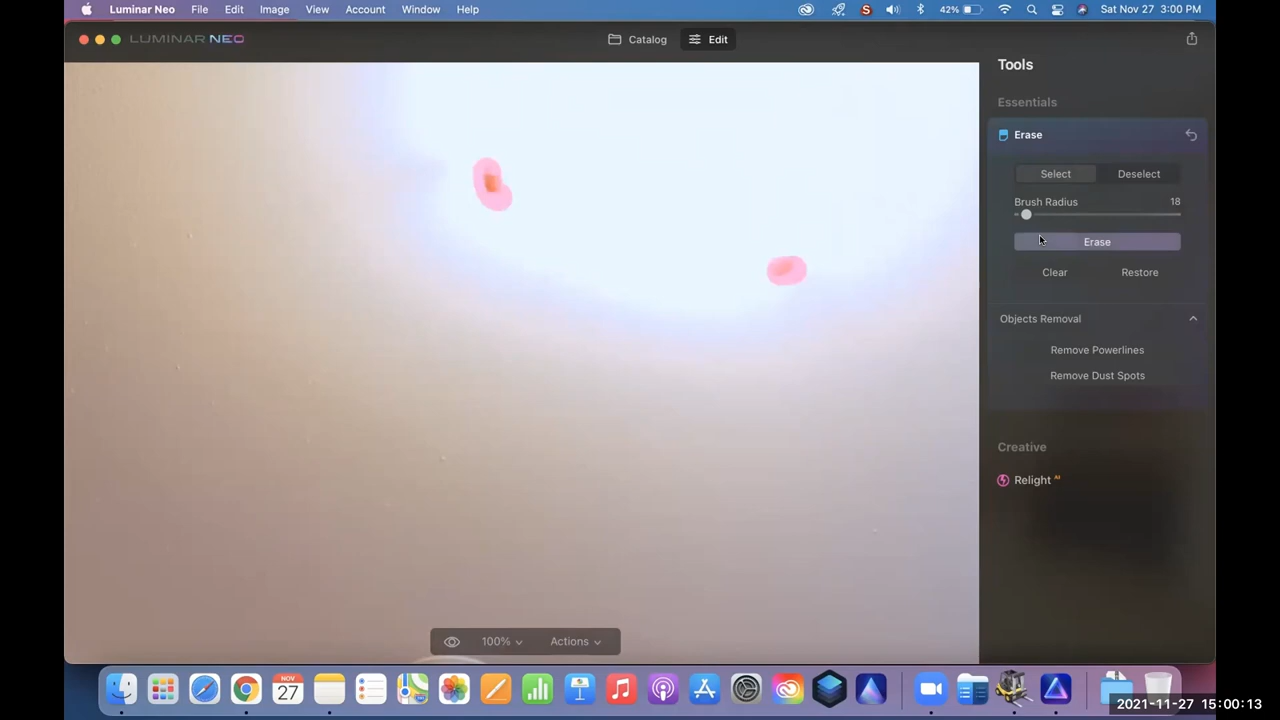 Luminar Neo File Edit Image View Account Window Help 42% Sat Nov 27 3:00 PM
LUMINAR NEO Catalog Edit
Tools
Essentials
Erase
Select Deselect
Brush Radius 18
Erase
Clear Restore
Objects Removal
Remove Powerlines
Remove Dust Spots
Creative
Relight AI
100% Actions
NOV
27
2021-11-27 15:00:13